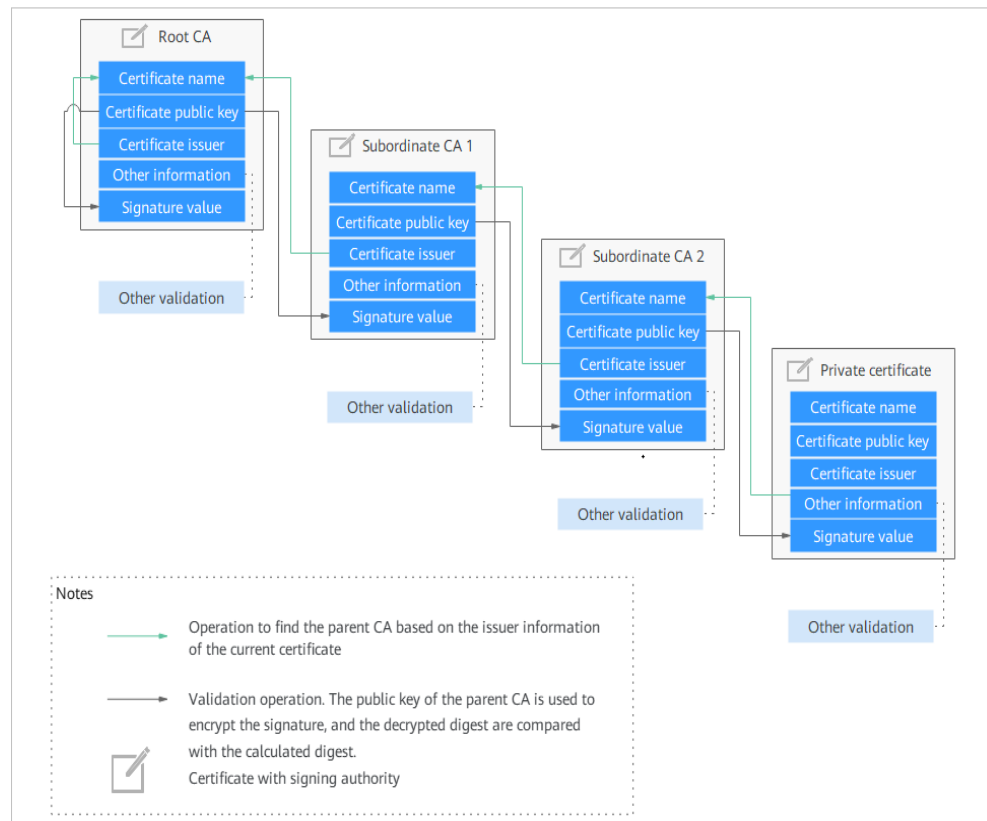 Root CA
Certificate name
Certificate public key
Certificate issuer
Other information
Signature value
Other validation
Subordinate CA 1
Certificate name
Certificate public key
Certificate issuer
Other information
Signature value
Other validation
Subordinate CA 2
Certificate name
Certificate public key
Certificate issuer
Other information
Signature value
Other validation
Private certificate
Certificate name
Certificate public key
Certificate issuer
Other information
Signature value
Other validation
Notes
Operation to find the parent CA based on the issuer information
of the current certificate
Validation operation. The public key of the parent CA is used to
encrypt the signature, and the decrypted digest are compared
with the calculated digest.
Certificate with signing authority